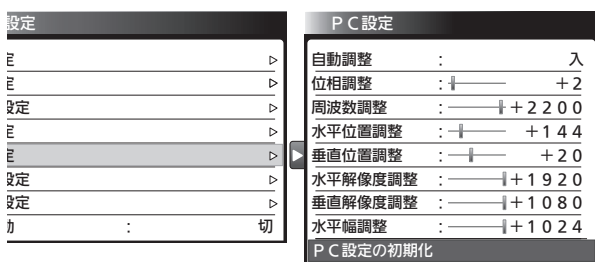 設定
定
定
設定
定
定
設定
設定
動 : 切
ＰＣ設定
自動調整 : 入
位相調整 : ＋２
周波数調整 : ＋２２００
水平位置調整 : ＋１４４
垂直位置調整 : ＋２０
水平解像度調整 : ＋１９２０
垂直解像度調整 : ＋１０８０
水平幅調整 : ＋１０２４
ＰＣ設定の初期化